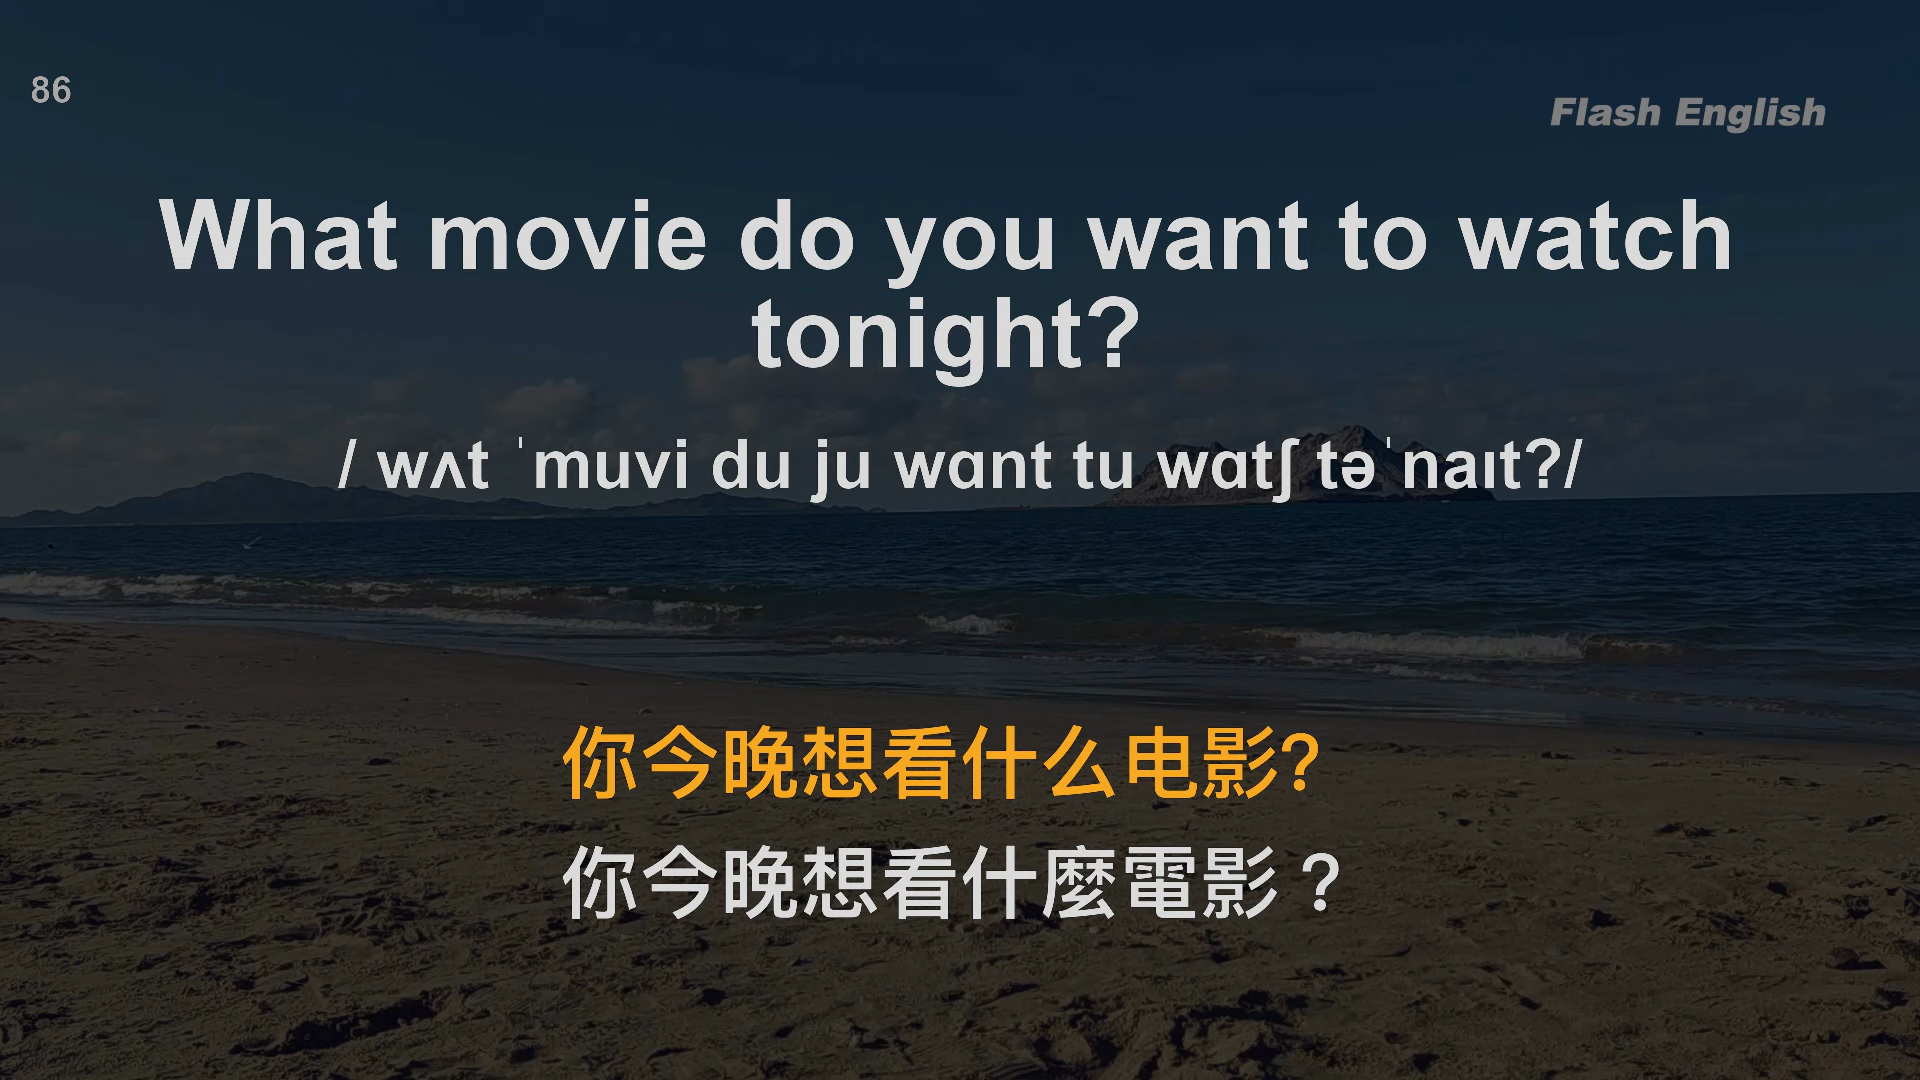 86
Flash English
What movie do you want to watch
tonight?
/ wʌt ˈmuvi du ju wɑnt tu wɑtʃ təˈnaɪt?/
你今晚想看什么电影?
你今晚想看什麼電影？